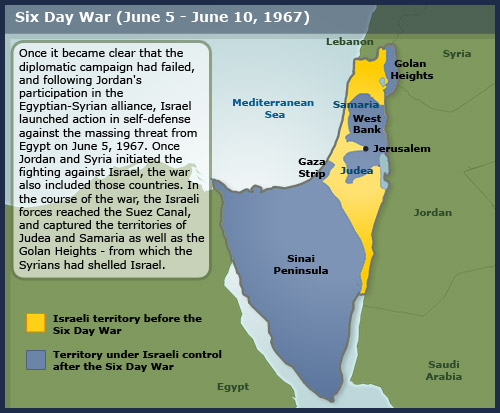 Six Day War (June 5 - June 10, 1967)
Once it became clear that the
diplomatic campaign had failed,
and following Jordan's
participation in the
Egyptian-Syrian alliance, Israel
launched action in self-defense
against the massing threat from
Egypt on June 5, 1967. Once
Jordan and Syria initiated the
fighting against Israel, the war
also included those countries. In
the course of the war, the Israeli
forces reached the Suez Canal,
and captured the territories of
Judea and Samaria as well as the
Golan Heights - from which the
Syrians had shelled Israel.
Lebanon
Syria
Golan
Heights
Mediterranean
Sea
Samaria
West
Bank
Jerusalem
Gaza
Strip
Judea
Jordan
Sinai
Peninsula
Israeli territory before the
Six Day War
Territory under Israeli control
after the Six Day War
Egypt
Saudi
Arabia